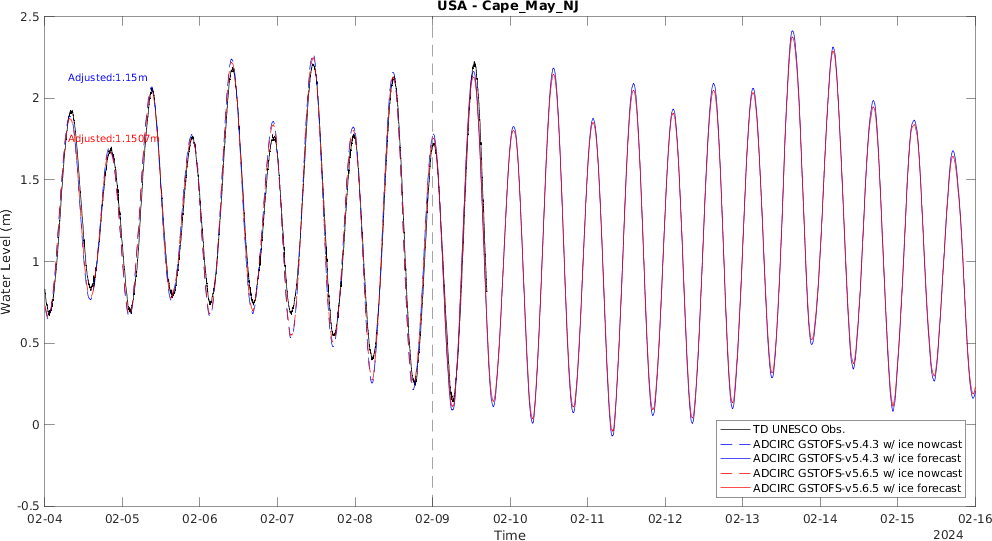 USA - Cape_May_NJ
2.5
2
1.5
1
0.5
0
-0.5
Water Level (m)
Adjusted:1.15m
Adjusted:1.1507m
TD UNESCO Obs.
ADCIRC GSTOFS-v5.4.3 w/ ice nowcast
ADCIRC GSTOFS-v5.4.3 w/ ice forecast
ADCIRC GSTOFS-v5.6.5 w/ ice nowcast
ADCIRC GSTOFS-v5.6.5 w/ ice forecast
02-04 02-05 02-06 02-07 02-08 02-09 02-10 02-11 02-12 02-13 02-14 02-15 02-16
Time
2024